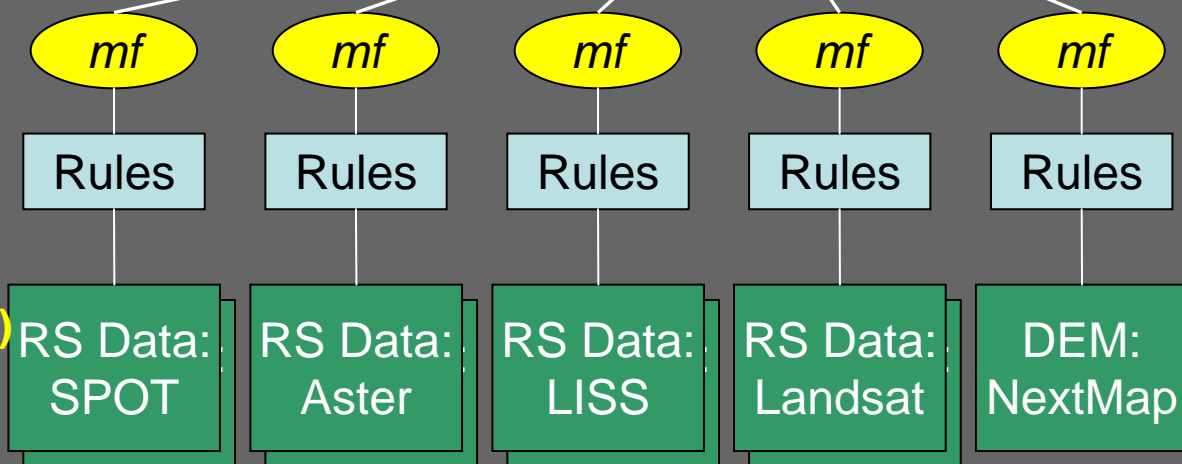 mf mf mf mf mf
Rules Rules Rules Rules Rules
) RS Data: RS Data: RS Data: RS Data: DEM:
SPOT Aster LISS Landsat NextMap